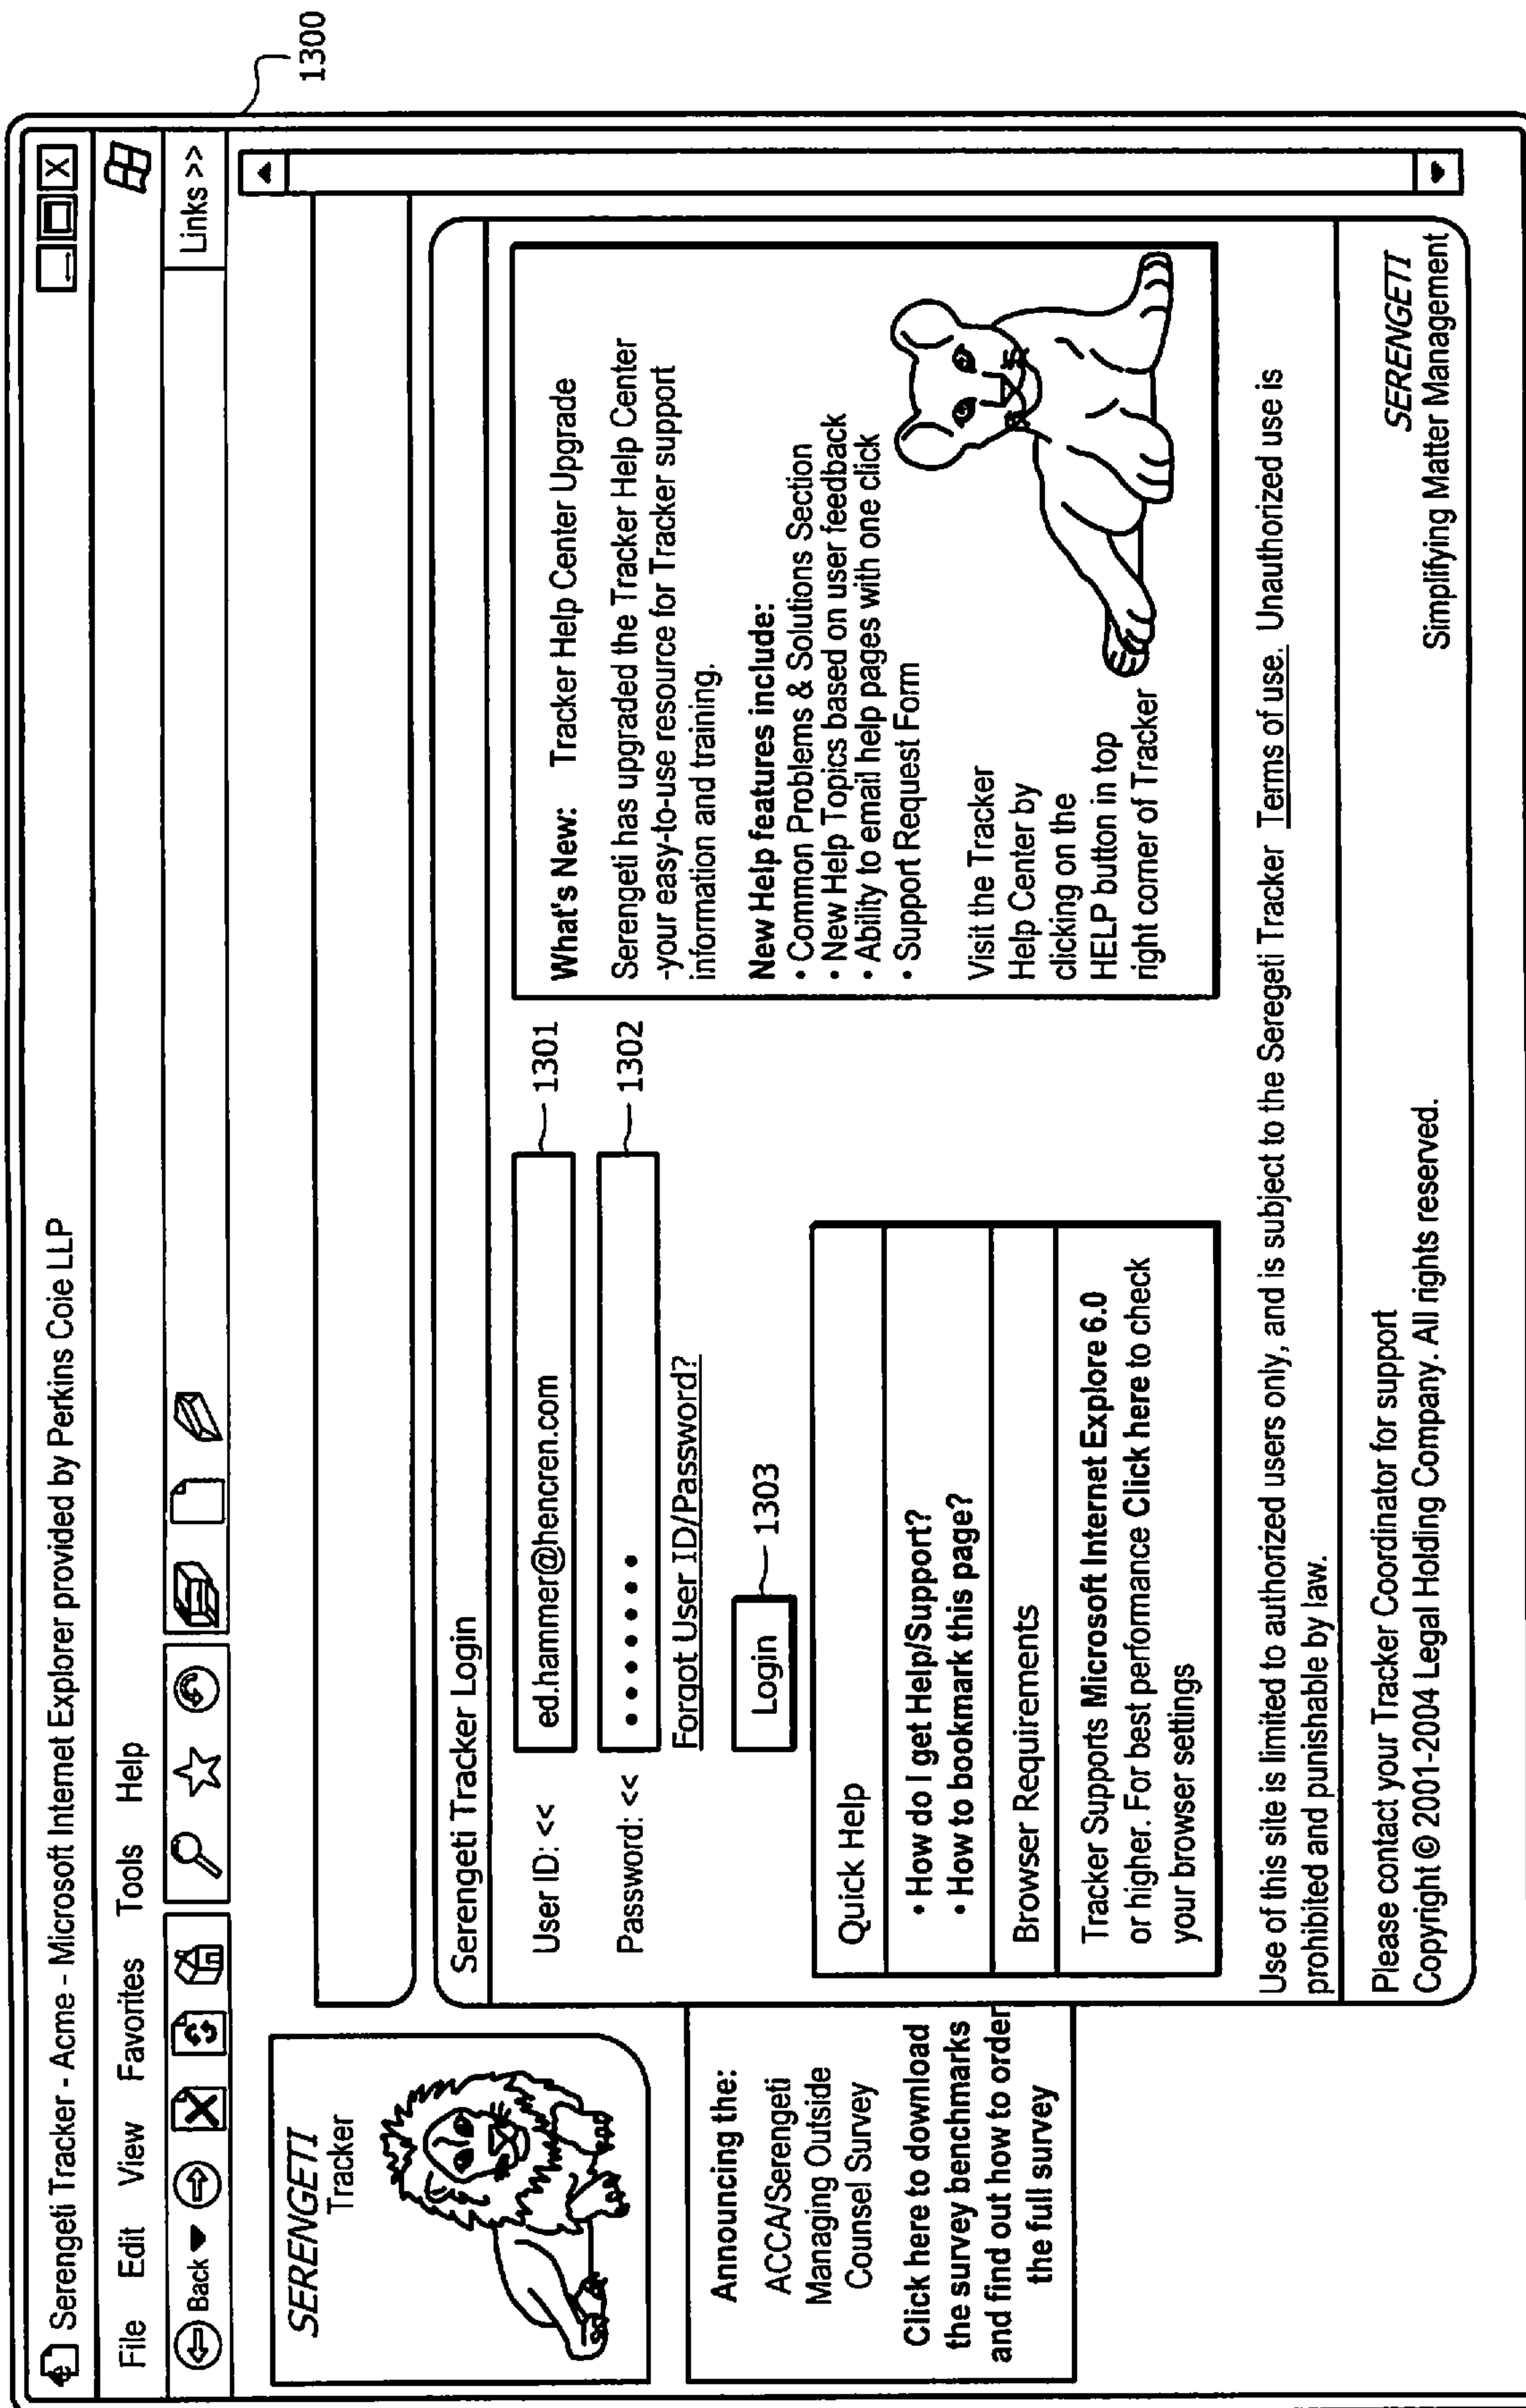 Serengeti Tracker - Acme - Microsoft Internet Explorer provided by Perkins Coie LLP
X
File Edit View Favorites Tools Help
Back
Links >>
1300
SERENGETI
Tracker
Announcing the:
ACCA/Serengeti
Managing Outside
Counsel Survey
Click here to download
the survey benchmarks
and find out how to order
the full survey
Serengeti Tracker Login
User ID: <<
ed.hammer@hencren.com
1301
Password: <<
•••••••
1302
Forgot User ID/Password?
Login
1303
Quick Help
• How do I get Help/Support?
• How to bookmark this page?
Browser Requirements
Tracker Supports Microsoft Internet Explore 6.0
or higher. For best performance Click here to check
your browser settings
What's New: Tracker Help Center Upgrade
Serengeti has upgraded the Tracker Help Center
-your easy-to-use resource for Tracker support
information and training.
New Help features include:
• Common Problems & Solutions Section
• New Help Topics based on user feedback
• Ability to email help pages with one click
• Support Request Form
Visit the Tracker
Help Center by
clicking on the
HELP button in top
right corner of Tracker
Use of this site is limited to authorized users only, and is subject to the Seregeti Tracker Terms of use. Unauthorized use is
prohibited and punishable by law.
Please contact your Tracker Coordinator for support
Copyright © 2001-2004 Legal Holding Company. All rights reserved.
SERENGETI
Simplifying Matter Management